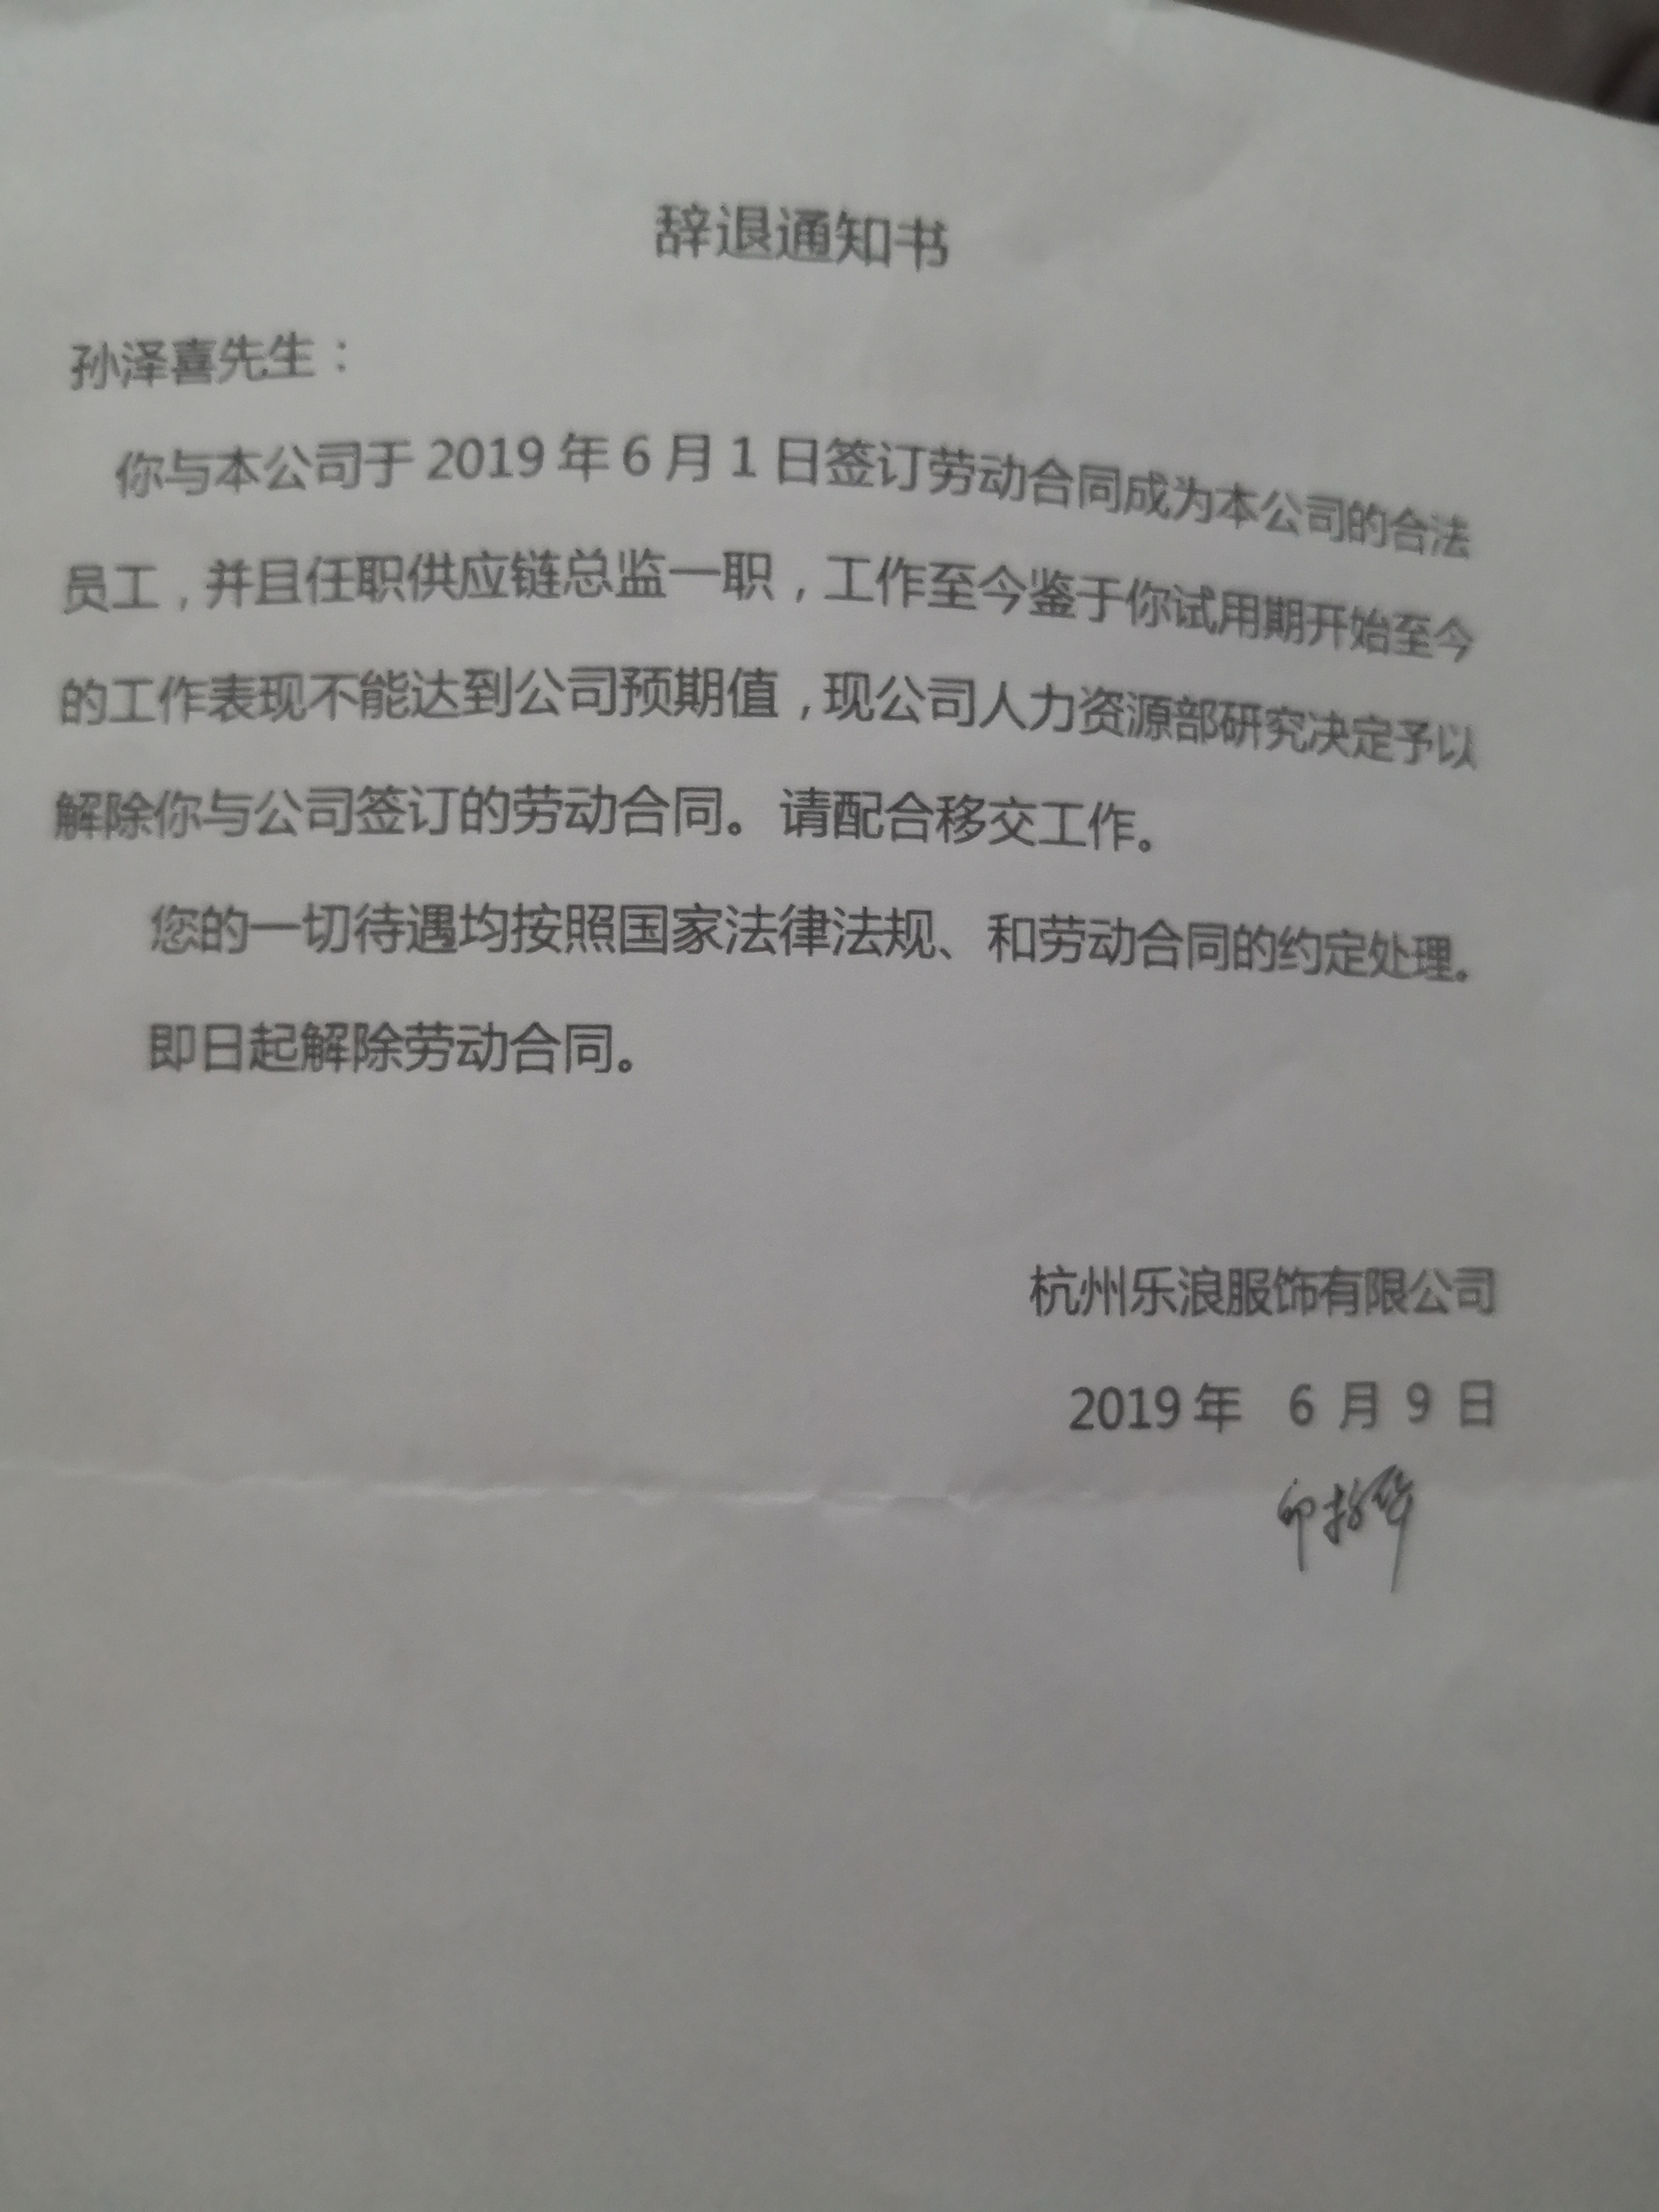 辞退通知书
孙泽喜先生：
你与本公司于 2019 年 6 月 1 日签订劳动合同成为本公司的合法
员工，并且任职供应链总监一职，工作至今鉴于你试用期开始至今
的工作表现不能达到公司预期值，现公司人力资源部研究决定予以
解除你与公司签订的劳动合同。请配合移交工作。
您的一切待遇均按照国家法律法规、和劳动合同的约定处理。
即日起解除劳动合同。
杭州乐浪服饰有限公司
2019 年 6 月 9 日